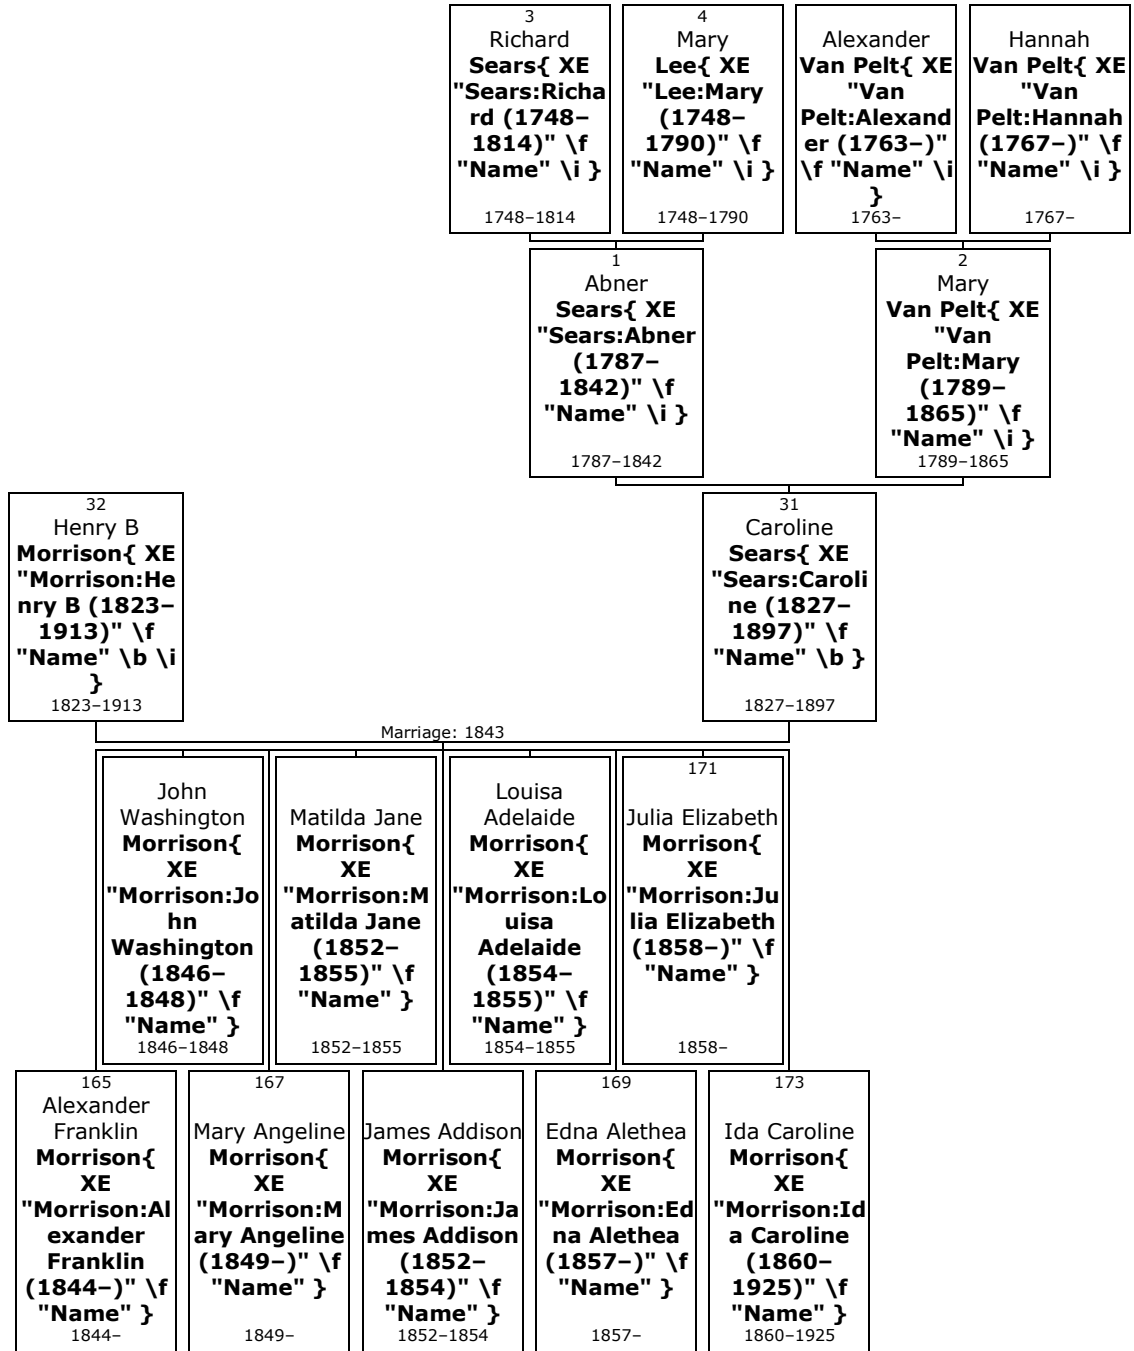 3
Richard
Sears{ XE
"Sears:Richa
rd (1748–
1814)" \f
"Name" \i }
1748–1814
4
Mary
Lee{ XE
"Lee:Mary
(1748–
1790)" \f
"Name" \i }
1748–1790
Alexander
Van Pelt{ XE
"Van
Pelt:Alexand
er (1763–)"
\f "Name" \i
}
1763–
Hannah
Van Pelt{ XE
"Van
Pelt:Hannah
(1767–)" \f
"Name" \i }
1767–
1
Abner
Sears{ XE
"Sears:Abner
(1787–
1842)" \f
"Name" \i }
1787–1842
2
Mary
Van Pelt{ XE
"Van
Pelt:Mary
(1789–
1865)" \f
"Name" \i }
1789–1865
32
Henry B
Morrison{ XE
"Morrison:He
nry B (1823–
1913)" \f
"Name" \b \i
}
1823–1913
31
Caroline
Sears{ XE
"Sears:Caroli
ne (1827–
1897)" \f
"Name" \b }
1827–1897
Marriage: 1843
John
Washington
Morrison{
XE
"Morrison:Jo
hn
Washington
(1846–
1848)" \f
"Name" }
1846–1848
Matilda Jane
Morrison{
XE
"Morrison:M
atilda Jane
(1852–
1855)" \f
"Name" }
1852–1855
Louisa
Adelaide
Morrison{
XE
"Morrison:Lo
uisa
Adelaide
(1854–
1855)" \f
"Name" }
1854–1855
171
Julia Elizabeth
Morrison{
XE
"Morrison:Ju
lia Elizabeth
(1858–)" \f
"Name" }
1858–
165
Alexander
Franklin
Morrison{
XE
"Morrison:Al
exander
Franklin
(1844–)" \f
"Name" }
1844–
167
Mary Angeline
Morrison{
XE
"Morrison:M
ary Angeline
(1849–)" \f
"Name" }
1849–
James Addison
Morrison{
XE
"Morrison:Ja
mes Addison
(1852–
1854)" \f
"Name" }
1852–1854
169
Edna Alethea
Morrison{
XE
"Morrison:Ed
na Alethea
(1857–)" \f
"Name" }
1857–
173
Ida Caroline
Morrison{
XE
"Morrison:Id
a Caroline
(1860–
1925)" \f
"Name" }
1860–1925